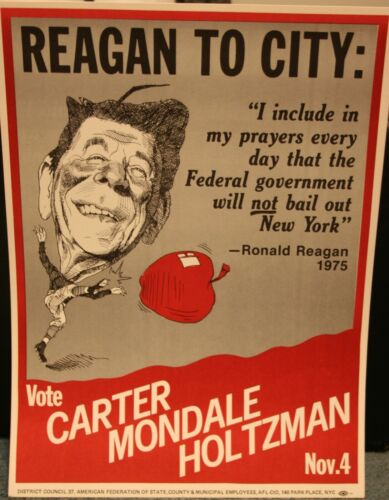 REAGAN TO CITY:
"I include in
my prayers every
day that the
Federal government
will not bail out
New York"
—Ronald Reagan
1975
Vote
CARTER
MONDALE
HOLTZMAN
Nov.4
DISTRICT COUNCIL 37, AMERICAN FEDERATION OF STATE, COUNTY & MUNICIPAL EMPLOYEES, AFL-CIO, 140 PARK PLACE, NYC